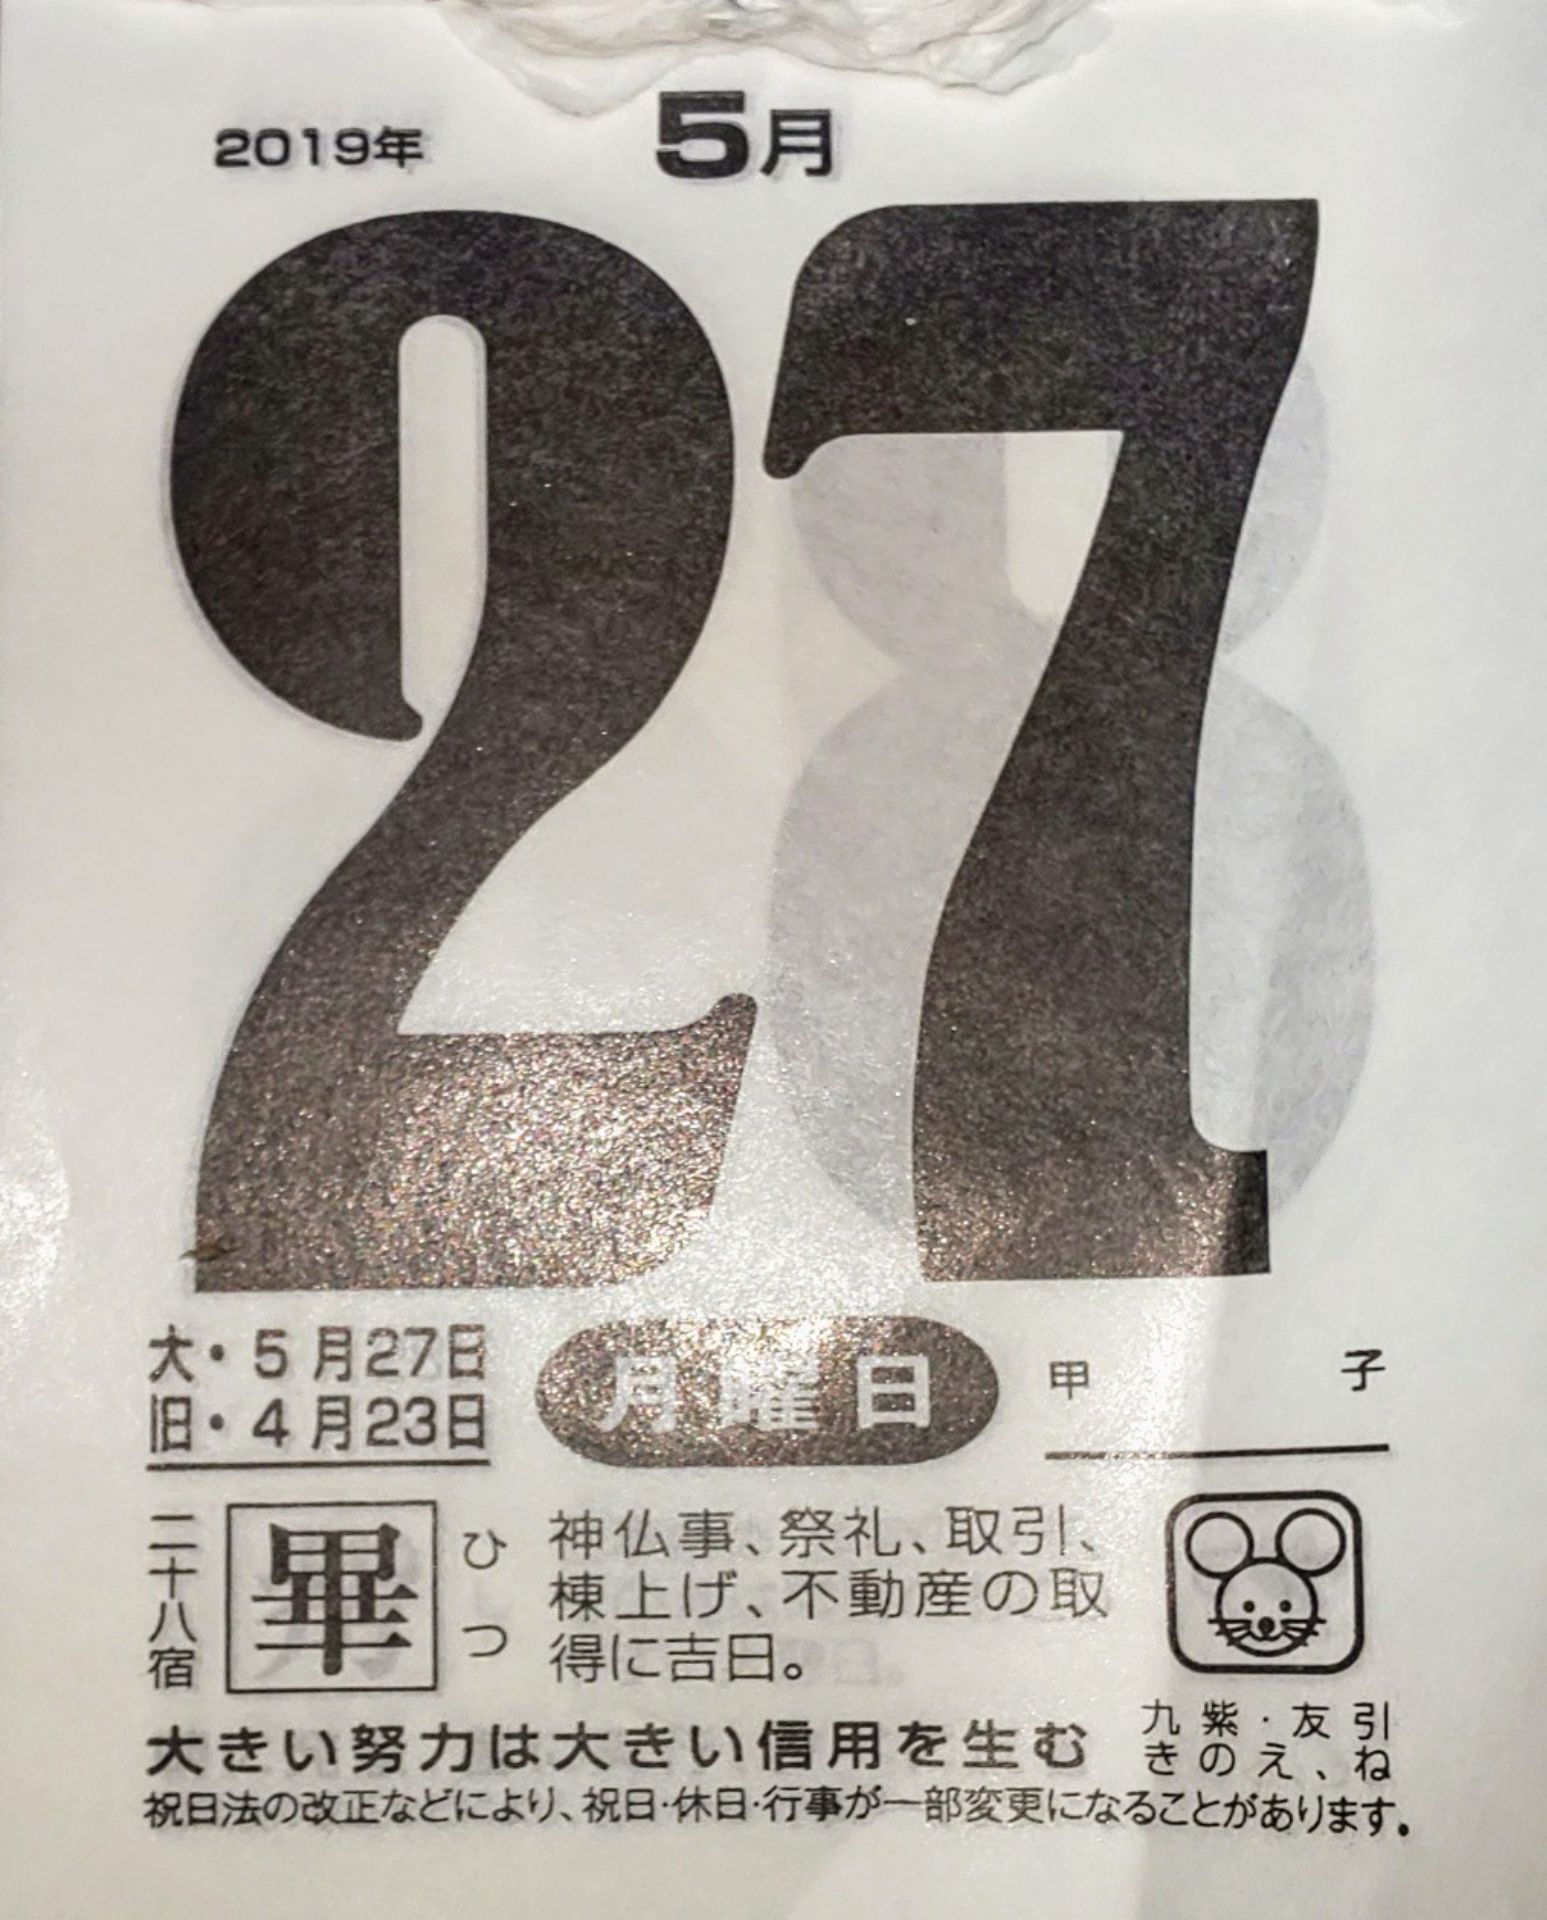 2019年 5月
27
大・5月27日
旧・4月23日
月曜日
甲 子
二十八宿
畢
ひつ
神仏事、祭礼、取引、
棟上げ、不動産の取
得に吉日。
九紫・友引
きのえ、ね
大きい努力は大きい信用を生む
祝日法の改正などにより、祝日・休日・行事が一部変更になることがあります。